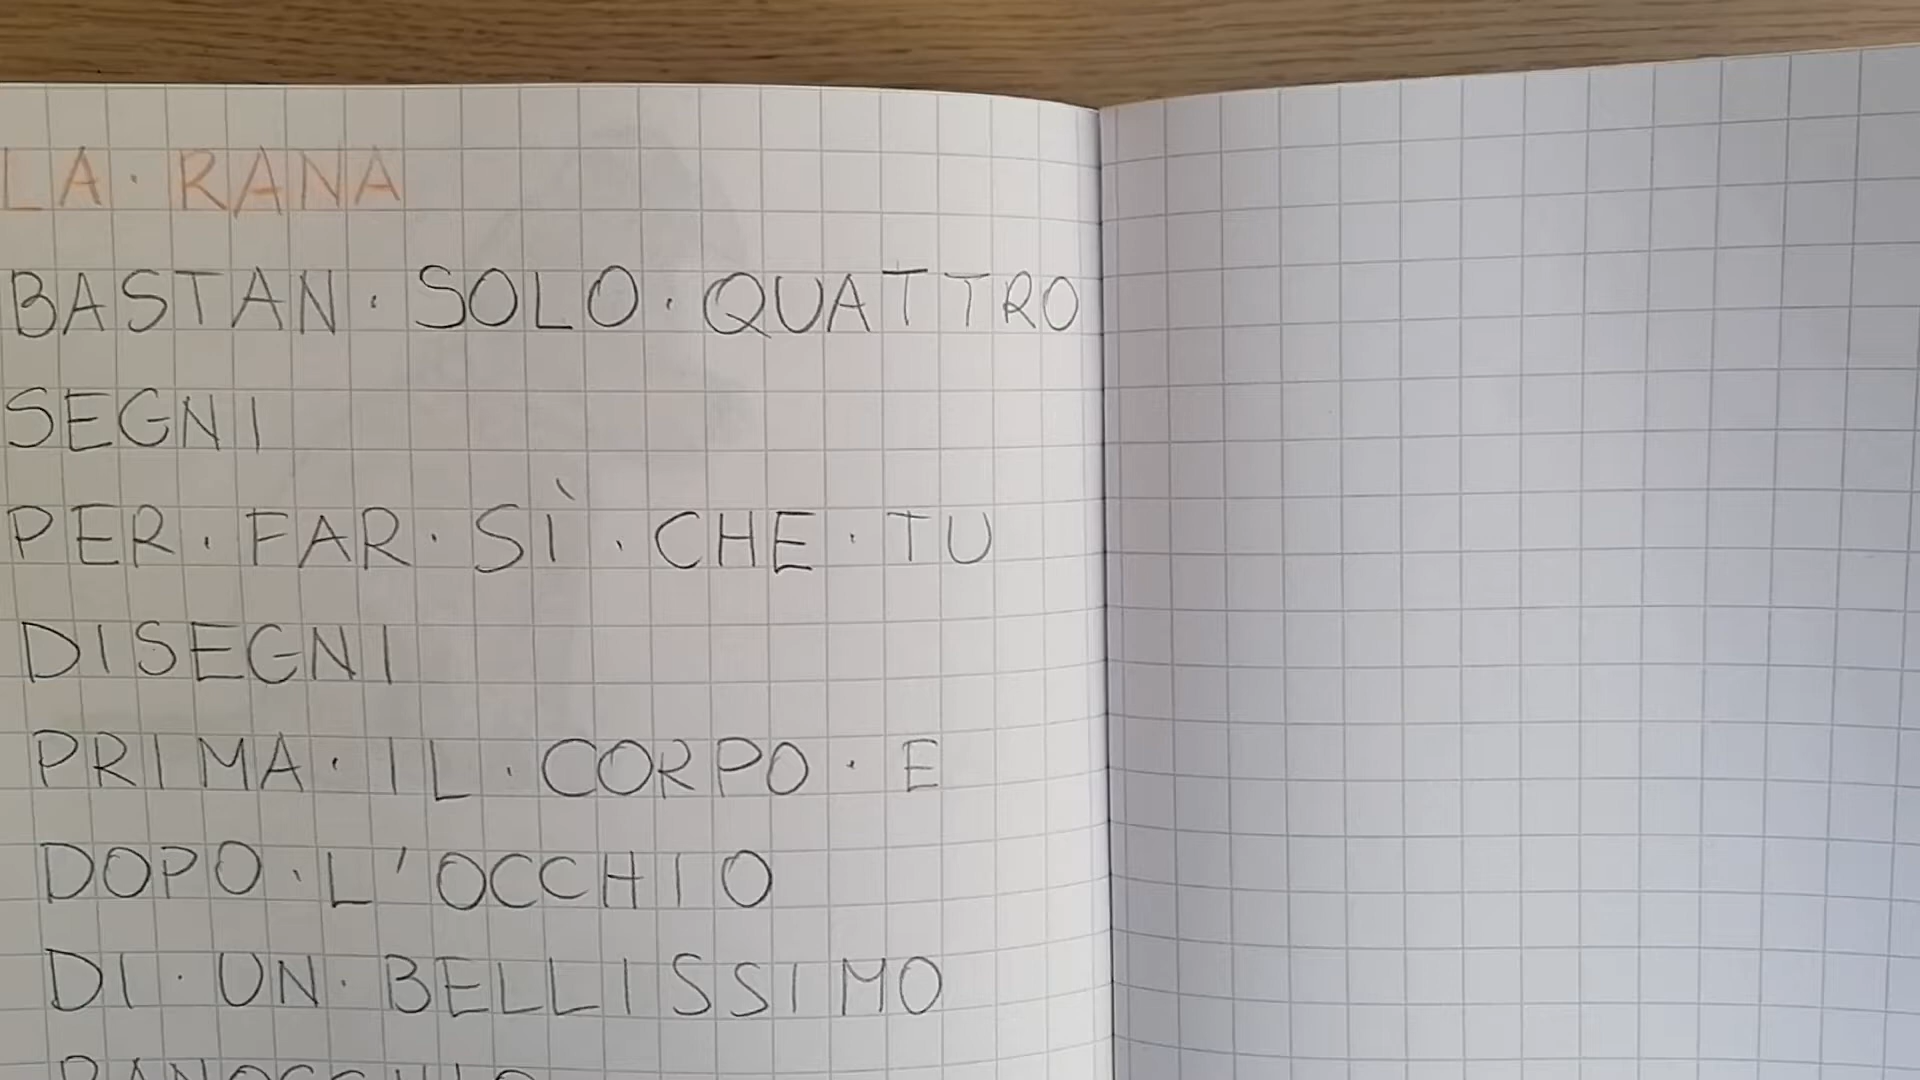 LA · RANA
BASTAN · SOLO · QUATTRO
SEGNI
PER · FAR · SÌ · CHE · TU
DISEGNI
PRIMA · IL · CORPO · E
DOPO · L'OCCHIO
DI · UN · BELLISSIMO
RANOCCHIO